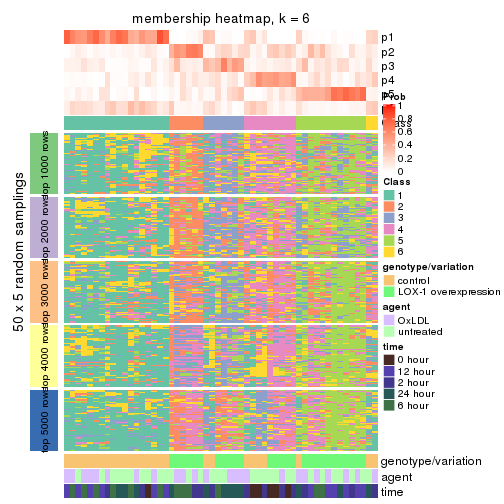 membership heatmap, k = 6
p1
p2
p3
p4
p5
Prob
1
0.8
0.6
0.4
0.2
0
Class
1
2
3
4
5
6
genotype/variation
control
LOX-1 overexpression
agent
OxLDL
untreated
time
0 hour
12 hour
2 hour
24 hour
6 hour
50 x 5 random samplings
top 1000 rows
top 2000 rows
top 3000 rows
top 4000 rows
top 5000 rows
genotype/variation
agent
time